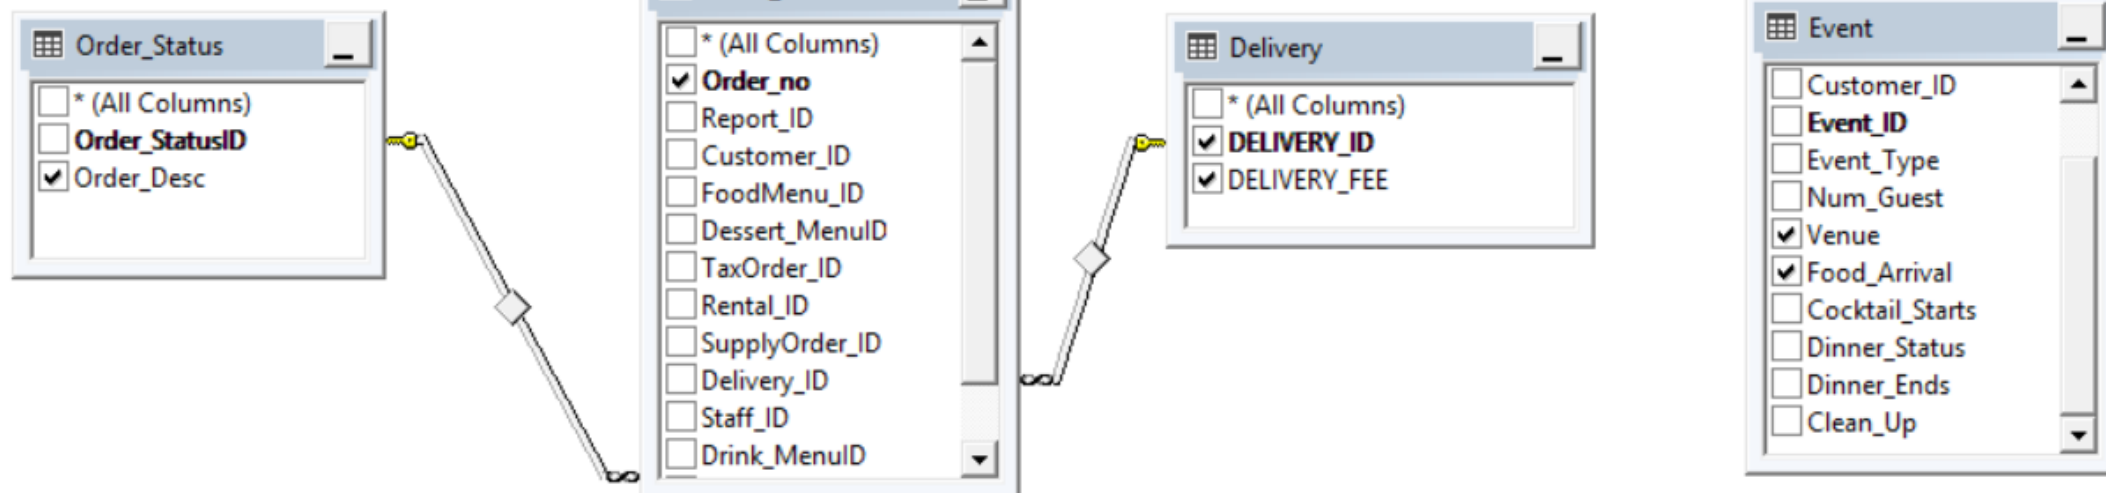 Order_Status
* (All Columns)
Order_StatusID
Order_Desc
* (All Columns)
Order_no
Report_ID
Customer_ID
FoodMenu_ID
Dessert_MenuID
TaxOrder_ID
Rental_ID
SupplyOrder_ID
Delivery_ID
Staff_ID
Drink_MenuID
Delivery
* (All Columns)
DELIVERY_ID
DELIVERY_FEE
Event
Customer_ID
Event_ID
Event_Type
Num_Guest
Venue
Food_Arrival
Cocktail_Starts
Dinner_Status
Dinner_Ends
Clean_Up